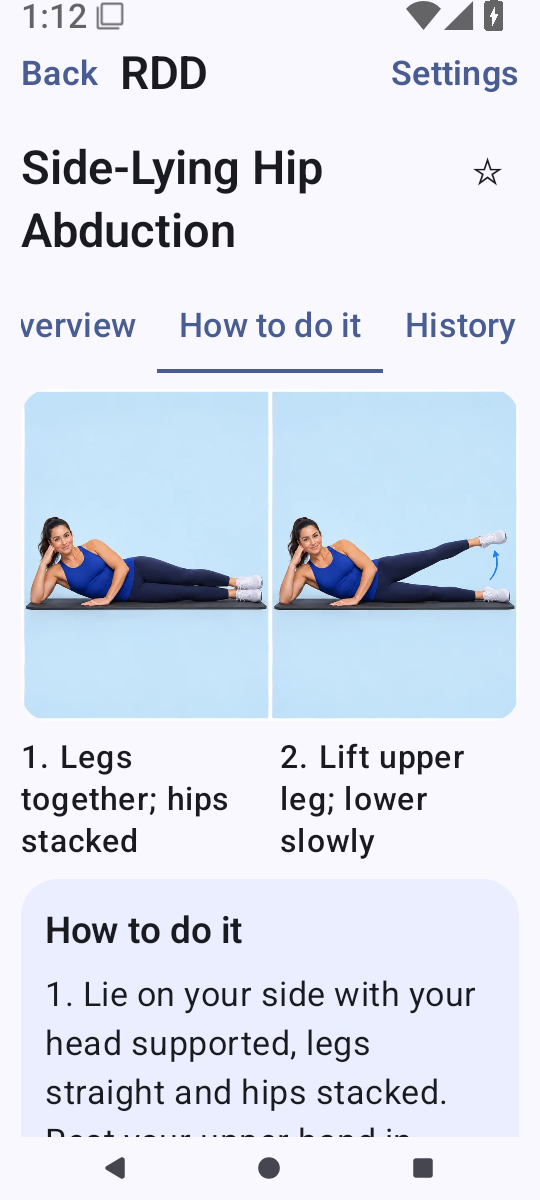 1:12
Back RDD Settings
Side-Lying Hip
Abduction
verview How to do it History
1. Legs
together; hips
stacked
2. Lift upper
leg; lower
slowly
How to do it
1. Lie on your side with your
head supported, legs
straight and hips stacked.